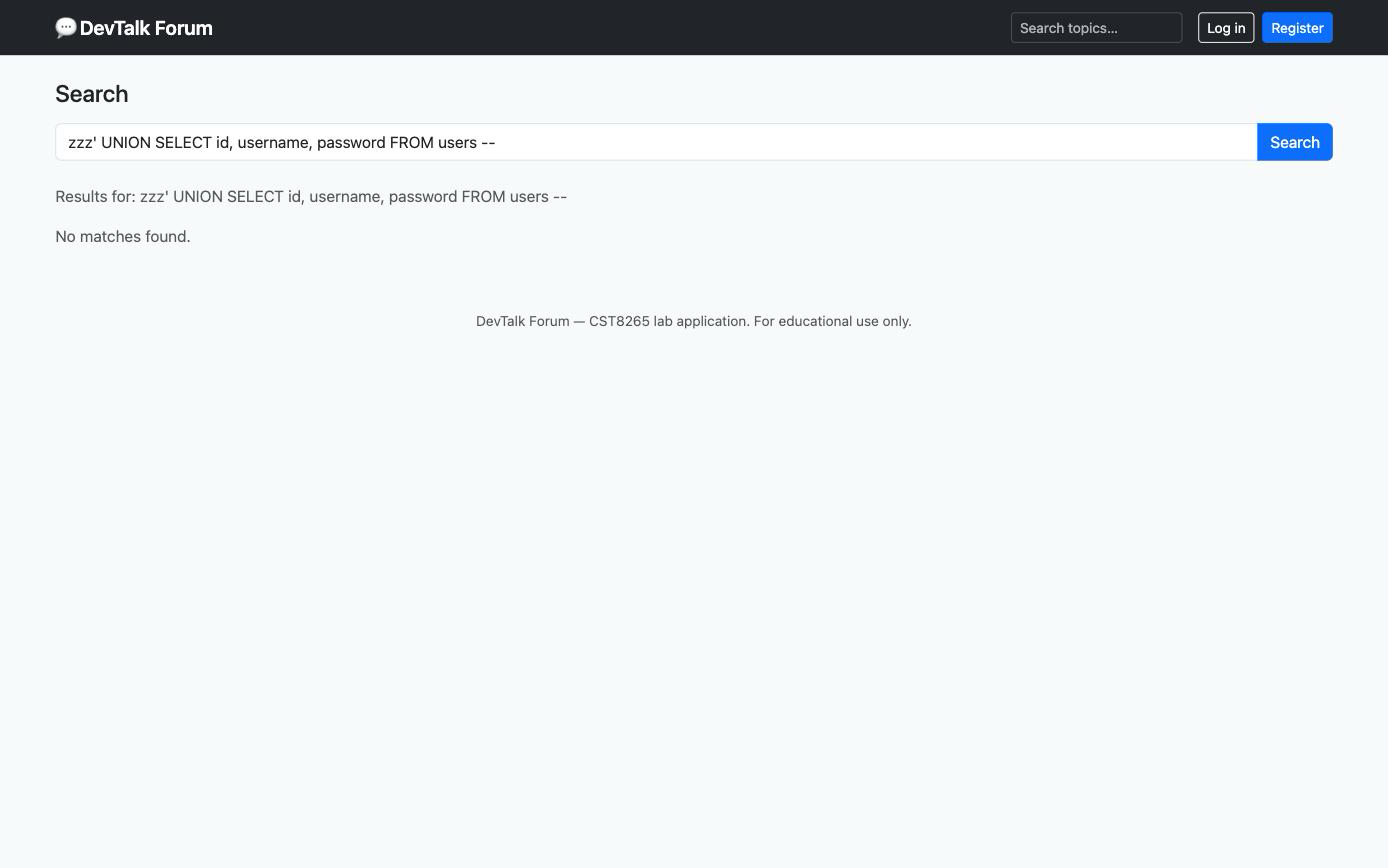 💬 DevTalk Forum
Search topics...
Log in
Register
Search
zzz' UNION SELECT id, username, password FROM users --
Search
Results for: zzz' UNION SELECT id, username, password FROM users --
No matches found.
DevTalk Forum — CST8265 lab application. For educational use only.